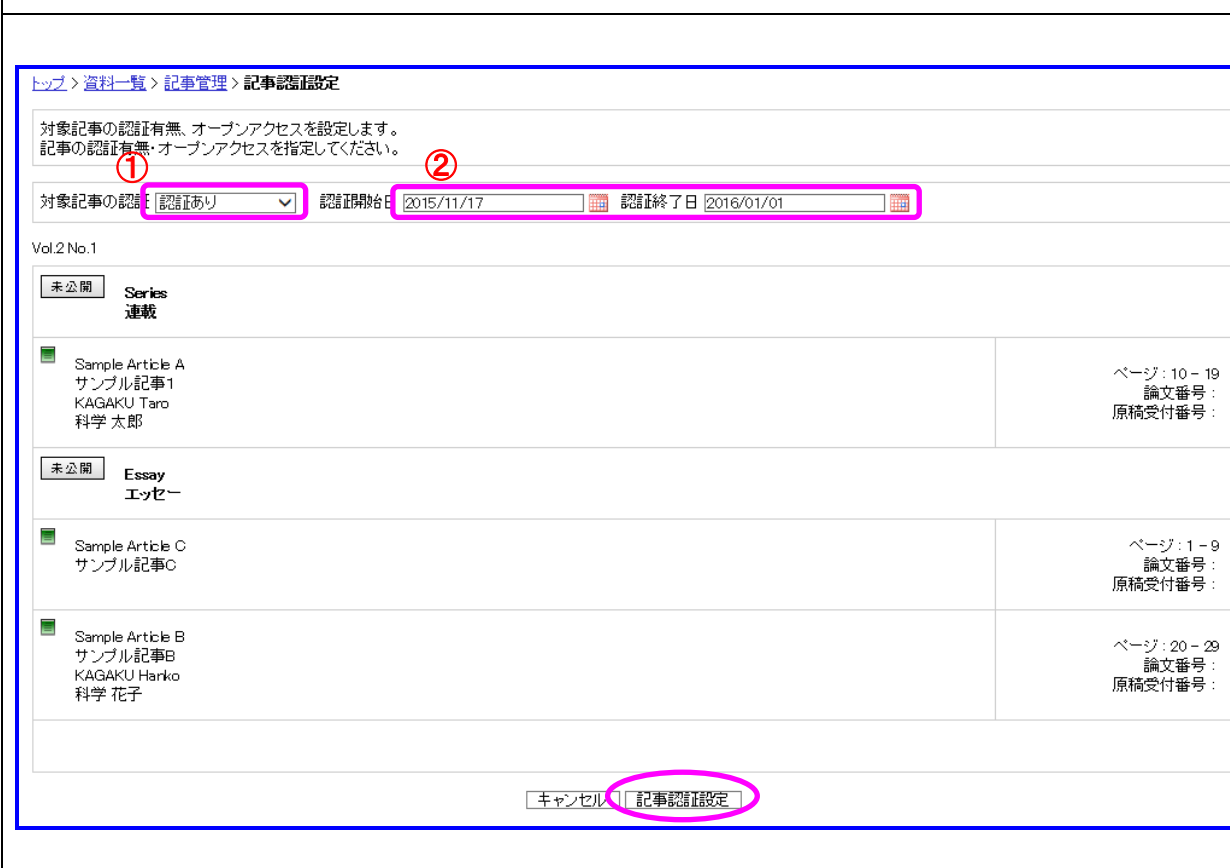 トップ > 資料一覧 > 記事管理 > 記事認証設定
対象記事の認証有無、オープンアクセスを設定します。
記事の認証有無・オープンアクセスを指定してください。
① ②
対象記事の認証 認証あり 認証開始日 2015/11/17 認証終了日 2016/01/01
Vol.2 No.1
未公開 Series
連載
Sample Article A
サンプル記事1
KAGAKU Taro
科学 太郎
ページ : 10 - 19
論文番号 :
原稿受付番号 :
未公開 Essay
エッセー
Sample Article C
サンプル記事C
ページ : 1 - 9
論文番号 :
原稿受付番号 :
Sample Article B
サンプル記事B
KAGAKU Hanko
科学 花子
ページ : 20 - 29
論文番号 :
原稿受付番号 :
キャンセル 記事認証設定